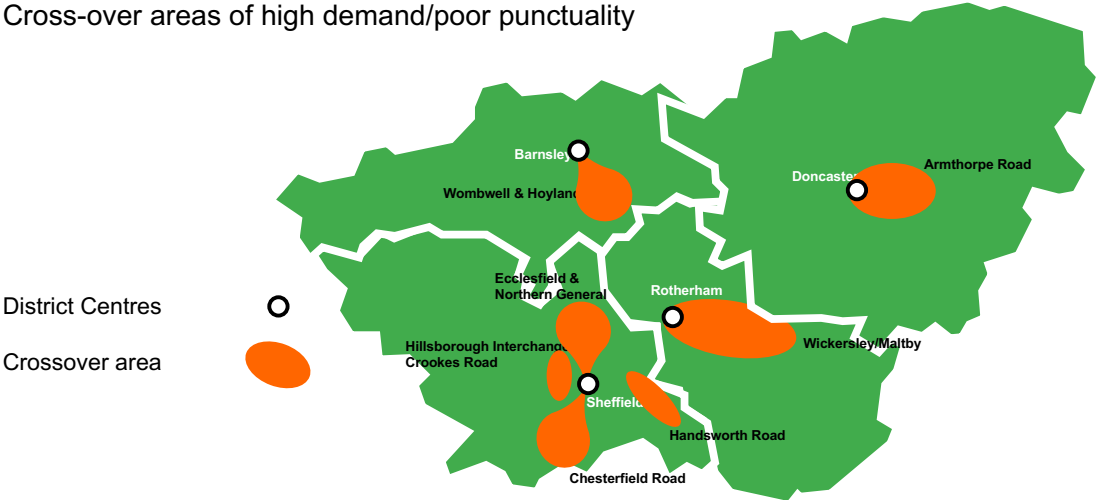 Cross-over areas of high demand/poor punctuality
Barnsley
Wombwell & Hoyland
Doncaster
Armthorpe Road
Ecclesfield &
Northern General
Rotherham
District Centres
Hillsborough Interchange
Crookes Road
Wickersley/Maltby
Crossover area
Sheffield
Handsworth Road
Chesterfield Road